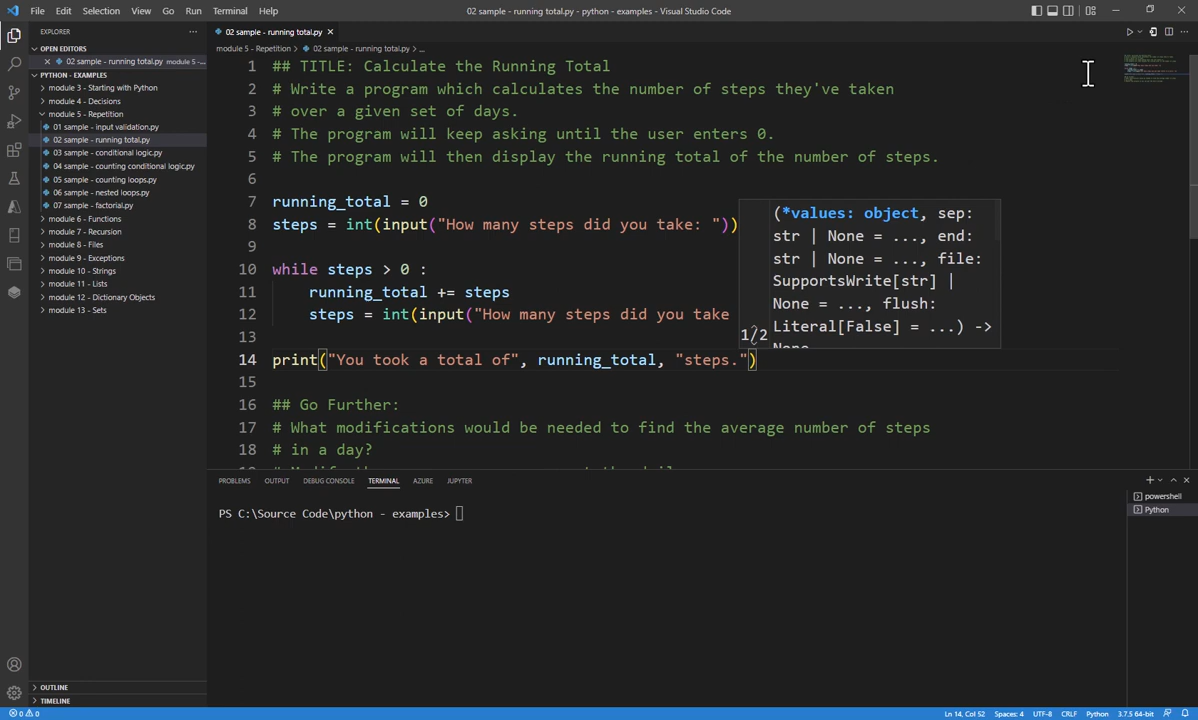 File Edit Selection View Go Run Terminal Help
02 sample - running total.py - python - examples - Visual Studio Code
EXPLORER
OPEN EDITORS
02 sample - running total.py module 5 -...
PYTHON - EXAMPLES
module 3 - Starting with Python
module 4 - Decisions
module 5 - Repetition
01 sample - input validation.py
02 sample - running total.py
03 sample - conditional logic.py
04 sample - counting conditional logic.py
05 sample - counting loops.py
06 sample - nested loops.py
07 sample - factorial.py
module 6 - Functions
module 7 - Recursion
module 8 - Files
module 9 - Exceptions
module 10 - Strings
module 11 - Lists
module 12 - Dictionary Objects
module 13 - Sets
OUTLINE
TIMELINE
02 sample - running total.py
module 5 - Repetition > 02 sample - running total.py > ...
1 ## TITLE: Calculate the Running Total
2 # Write a program which calculates the number of steps they've taken
3 # over a given set of days.
4 # The program will keep asking until the user enters 0.
5 # The program will then display the running total of the number of steps.
6
7 running_total = 0
8 steps = int(input("How many steps did you take: "))
9
10 while steps > 0 :
11 running_total += steps
12 steps = int(input("How many steps did you take
13
14 print("You took a total of", running_total, "steps.")
15
16 ## Go Further:
17 # What modifications would be needed to find the average number of steps
18 # in a day?
(*values: object, sep:
str | None = ..., end:
str | None = ..., file:
SupportsWrite[str] |
None = ..., flush:
Literal[False] = ...) ->
None
1/2
PROBLEMS OUTPUT DEBUG CONSOLE TERMINAL AZURE JUPYTER
PS C:\Source Code\python - examples>
powershell
Python
0 0
Ln 14, Col 52 Spaces: 4 UTF-8 CRLF Python 3.7.5 64-bit